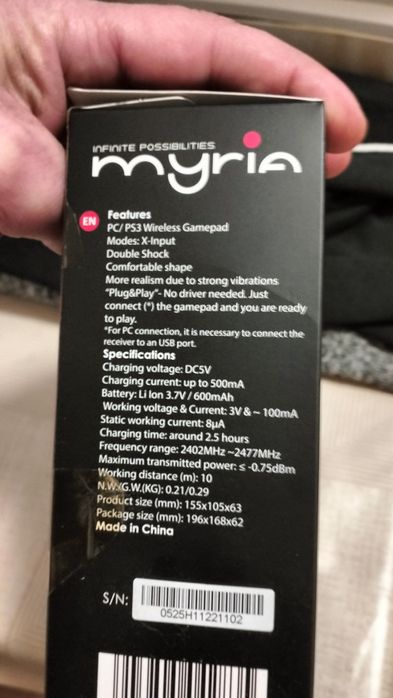 INFINITE POSSIBILITIES
myria
EN
Features
PC/ PS3 Wireless Gamepad
Modes: X-Input
Double Shock
Comfortable shape
More realism due to strong vibrations
"Plug&Play"- No driver needed. Just
connect (*) the gamepad and you are ready
to play.
*For PC connection, it is necessary to connect the
receiver to an USB port.
Specifications
Charging voltage: DC5V
Charging current: up to 500mA
Battery: Li Ion 3.7V / 600mAh
Working voltage & Current: 3V & ~ 100mA
Static working current: 8μA
Charging time: around 2.5 hours
Frequency range: 2402MHz ~2477MHz
Maximum transmitted power: ≤ -0.75dBm
Working distance (m): 10
N.W./G.W.(KG): 0.21/0.29
Product size (mm): 155x105x63
Package size (mm): 196x168x62
Made in China
S/N:
0525H11221102